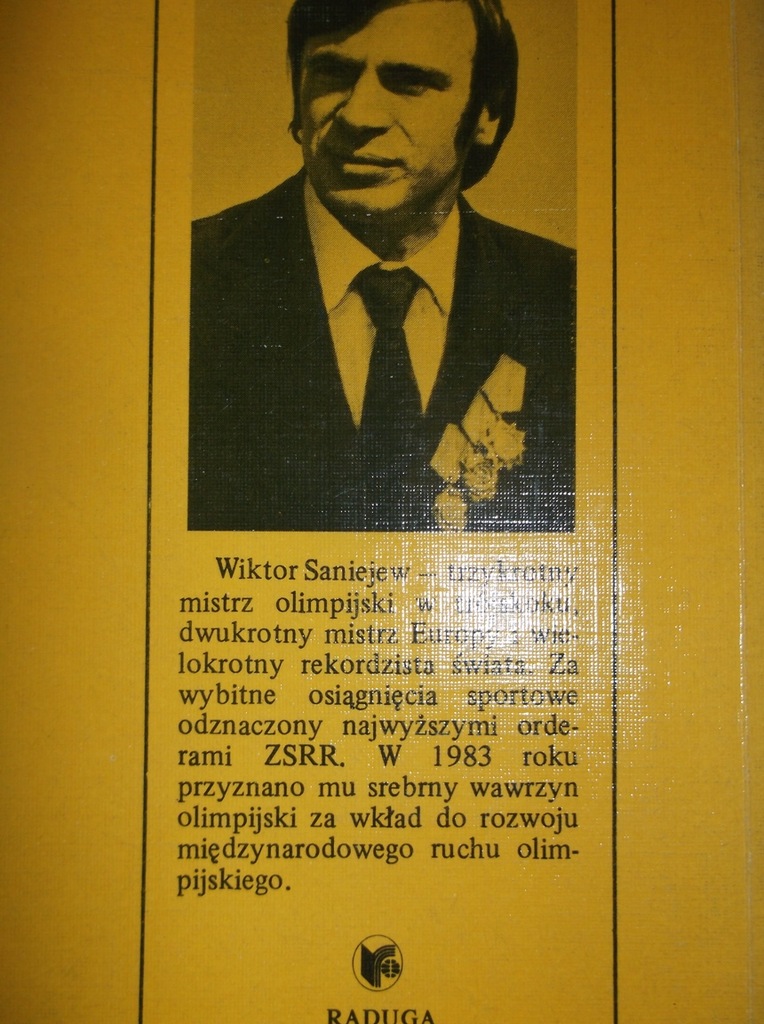 Wiktor Saniejew — trzykrotny
mistrz olimpijski w trójskoku,
dwukrotny mistrz Europy i wie-
lokrotny rekordzista świata. Za
wybitne osiągnięcia sportowe
odznaczony najwyższymi orde-
rami ZSRR. W 1983 roku
przyznano mu srebrny wawrzyn
olimpijski za wkład do rozwoju
międzynarodowego ruchu olim-
pijskiego.
RADUGA